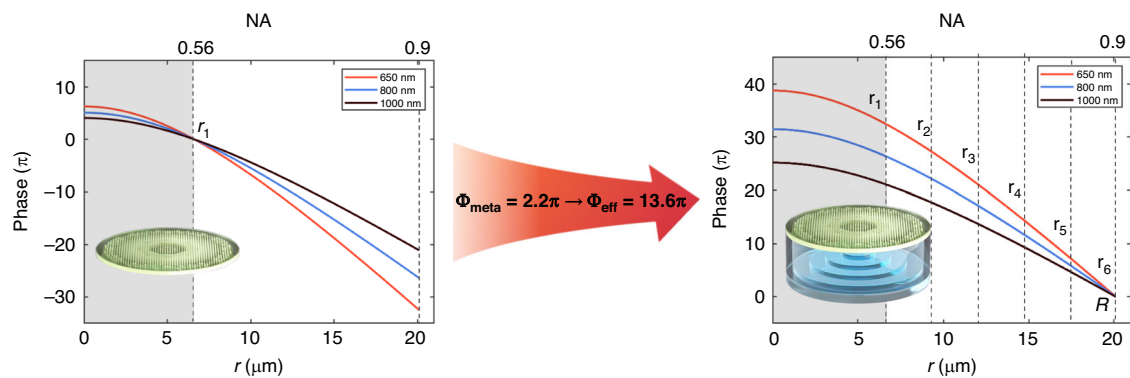 NA
0.56 0.9
10
0
−10
−20
−30
Phase (π)
650 nm
800 nm
1000 nm
r1
0 5 10 15 20
r (μm)
Φmeta = 2.2π → Φeff = 13.6π
NA
0.56 0.9
40
30
20
10
0
Phase (π)
650 nm
800 nm
1000 nm
r1
r2
r3
r4
r5
r6
R
0 5 10 15 20
r (μm)